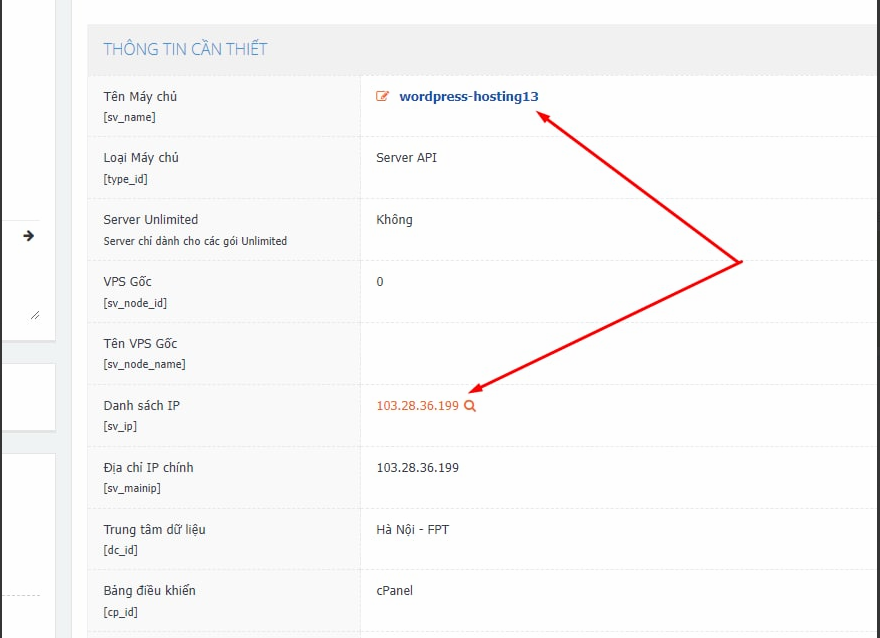 THÔNG TIN CẦN THIẾT
Tên Máy chủ
wordpress-hosting13
[sv_name]
Loại Máy chủ
Server API
[type_id]
Server Unlimited
Không
Server chỉ dành cho các gói Unlimited
VPS Gốc
0
[sv_node_id]
Tên VPS Gốc
[sv_node_name]
Danh sách IP
103.28.36.199
[sv_ip]
Địa chỉ IP chính
103.28.36.199
[sv_mainip]
Trung tâm dữ liệu
Hà Nội - FPT
[dc_id]
Bảng điều khiển
cPanel
[cp_id]